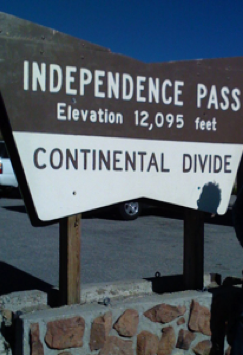 INDEPENDENCE PASS
Elevation 12,095 feet
CONTINENTAL DIVIDE